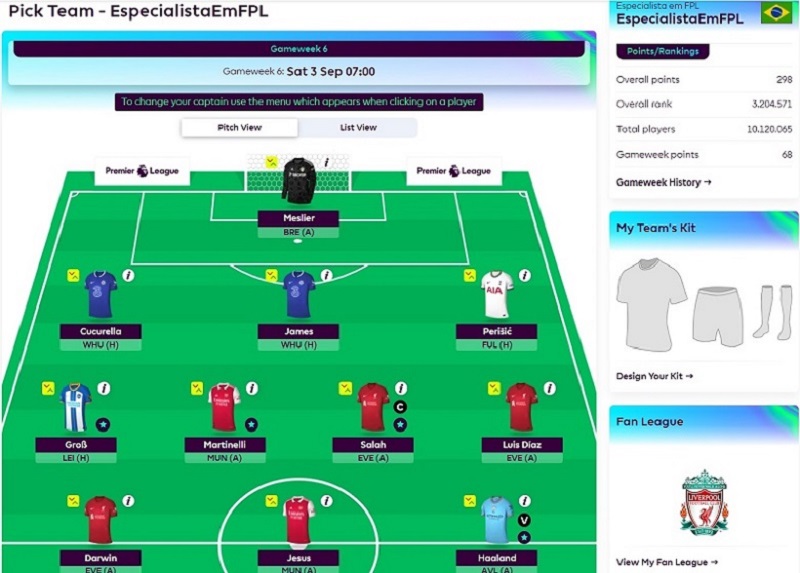 Pick Team - EspecialistaEmFPL
Gameweek 6
Gameweek 6: Sat 3 Sep 07:00
To change your captain use the menu which appears when clicking on a player
Pitch View
List View
Premier League
Premier League
Meslier
BRE (A)
Cucurella
WHU (H)
James
WHU (H)
AIA
Perišić
FUL (H)
Groß
LEI (H)
Martinelli
MUN (A)
C
Salah
EVE (A)
Luis Díaz
EVE (A)
Darwin
EVE (A)
Jesus
MUN (A)
V
Haaland
AVL (A)
Especialista em FPL
EspecialistaEmFPL
Points/Rankings
Overall points 298
Overall rank 3.204.571
Total players 10.120.065
Gameweek points 68
Gameweek History →
My Team's Kit
Design Your Kit →
Fan League
LIVERPOOL
FOOTBALL CLUB
View My Fan League →